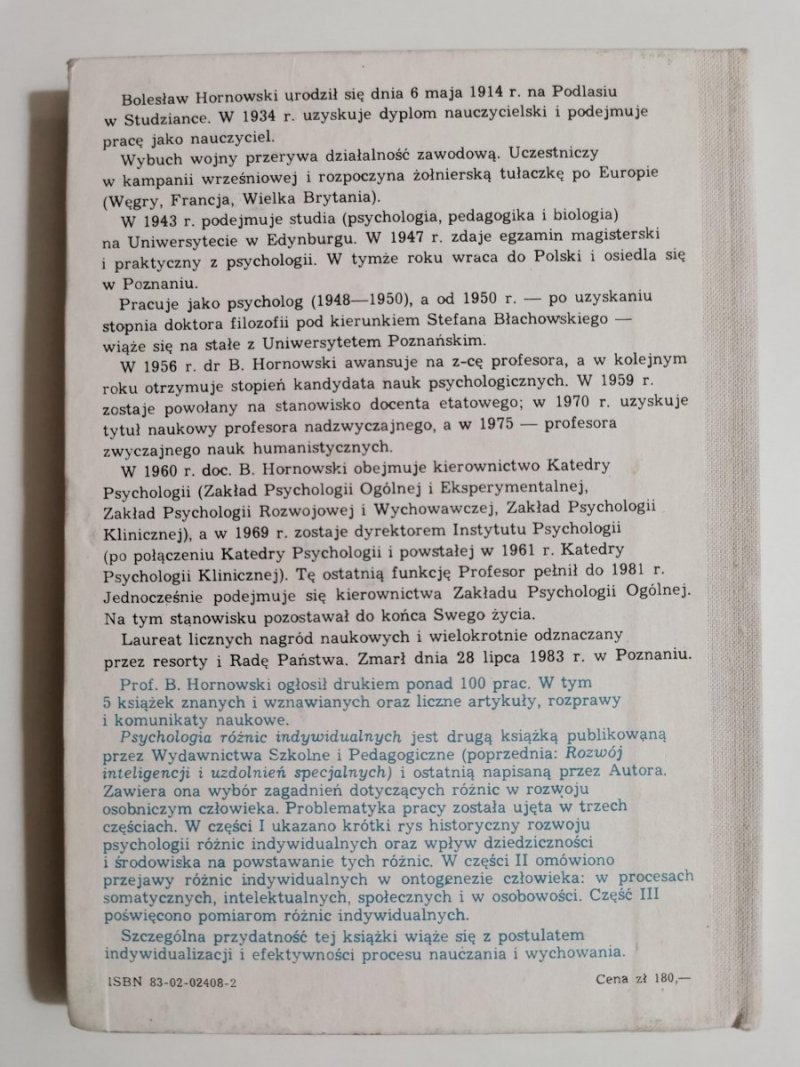 Bolesław Hornowski urodził się dnia 6 maja 1914 r. na Podlasiu
w Studziance. W 1934 r. uzyskuje dyplom nauczycielski i podejmuje
pracę jako nauczyciel.
Wybuch wojny przerywa działalność zawodową. Uczestniczy
w kampanii wrześniowej i rozpoczyna żołnierską tułaczkę po Europie
(Węgry, Francja, Wielka Brytania).
W 1943 r. podejmuje studia (psychologia, pedagogika i biologia)
na Uniwersytecie w Edynburgu. W 1947 r. zdaje egzamin magisterski
i praktyczny z psychologii. W tymże roku wraca do Polski i osiedla się
w Poznaniu.
Pracuje jako psycholog (1948—1950), a od 1950 r. — po uzyskaniu
stopnia doktora filozofii pod kierunkiem Stefana Błachowskiego —
wiąże się na stałe z Uniwersytetem Poznańskim.
W 1956 r. dr B. Hornowski awansuje na z-cę profesora, a w kolejnym
roku otrzymuje stopień kandydata nauk psychologicznych. W 1959 r.
zostaje powołany na stanowisko docenta etatowego; w 1970 r. uzyskuje
tytuł naukowy profesora nadzwyczajnego, a w 1975 — profesora
zwyczajnego nauk humanistycznych.
W 1960 r. doc. B. Hornowski obejmuje kierownictwo Katedry
Psychologii (Zakład Psychologii Ogólnej i Eksperymentalnej,
Zakład Psychologii Rozwojowej i Wychowawczej, Zakład Psychologii
Klinicznej), a w 1969 r. zostaje dyrektorem Instytutu Psychologii
(po połączeniu Katedry Psychologii i powstałej w 1961 r. Katedry
Psychologii Klinicznej). Tę ostatnią funkcję Profesor pełnił do 1981 r.
Jednocześnie podejmuje się kierownictwa Zakładu Psychologii Ogólnej.
Na tym stanowisku pozostawał do końca Swego życia.
Laureat licznych nagród naukowych i wielokrotnie odznaczany
przez resorty i Radę Państwa. Zmarł dnia 28 lipca 1983 r. w Poznaniu.
Prof. B. Hornowski ogłosił drukiem ponad 100 prac. W tym
5 książek znanych i wznawianych oraz liczne artykuły, rozprawy
i komunikaty naukowe.
Psychologia różnic indywidualnych jest drugą książką publikowaną
przez Wydawnictwa Szkolne i Pedagogiczne (poprzednia: Rozwój
inteligencji i uzdolnień specjalnych) i ostatnią napisaną przez Autora.
Zawiera ona wybór zagadnień dotyczących różnic w rozwoju
osobniczym człowieka. Problematyka pracy została ujęta w trzech
częściach. W części I ukazano krótki rys historyczny rozwoju
psychologii różnic indywidualnych oraz wpływ dziedziczności
i środowiska na powstawanie tych różnic. W części II omówiono
przejawy różnic indywidualnych w ontogenezie człowieka: w procesach
somatycznych, intelektualnych, społecznych i w osobowości. Część III
poświęcono pomiarom różnic indywidualnych.
Szczególna przydatność tej książki wiąże się z postulatem
indywidualizacji i efektywności procesu nauczania i wychowania.
ISBN 83-02-02408-2
Cena zł 180,—